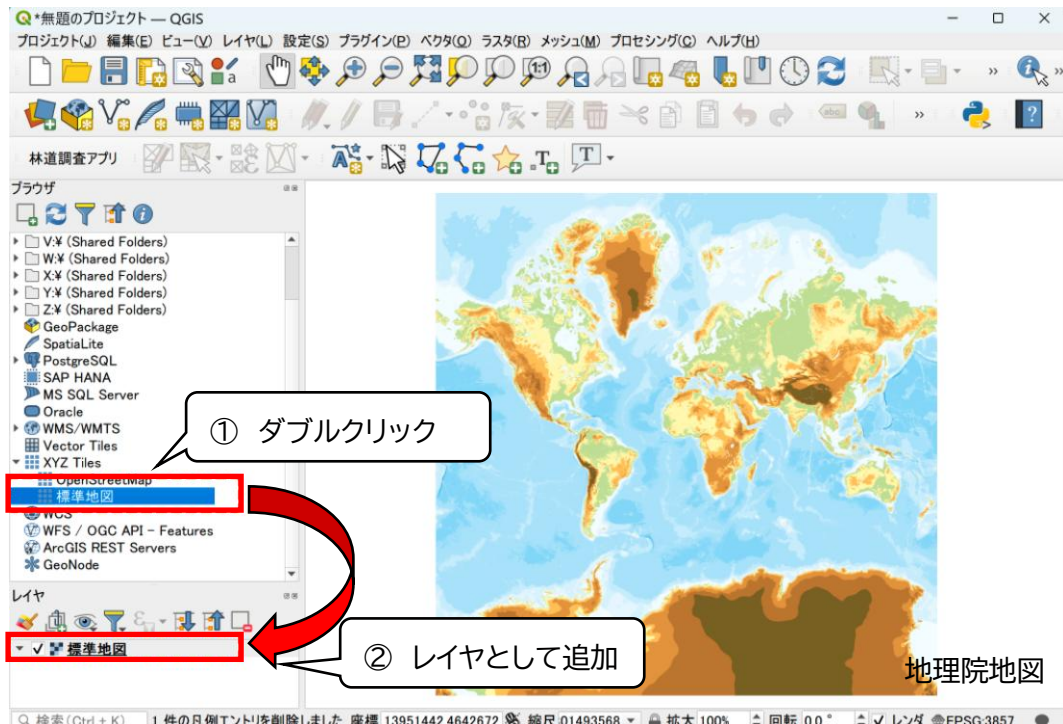 *無題のプロジェクト — QGIS
プロジェクト(J) 編集(E) ビュー(V) レイヤ(L) 設定(S) プラグイン(P) ベクタ(O) ラスタ(R) メッシュ(M) プロセシング(C) ヘルプ(H)
林道調査アプリ
ブラウザ
V:¥ (Shared Folders)
W:¥ (Shared Folders)
X:¥ (Shared Folders)
Y:¥ (Shared Folders)
Z:¥ (Shared Folders)
GeoPackage
SpatiaLite
PostgreSQL
SAP HANA
MS SQL Server
Oracle
WMS/WMTS
Vector Tiles
XYZ Tiles
OpenStreetMap
標準地図
WCS
WFS / OGC API - Features
ArcGIS REST Servers
GeoNode
① ダブルクリック
レイヤ
標準地図
② レイヤとして追加
地理院地図
検索(Ctrl + K) 1 件の凡例エントリを削除しました 座標 13951442,4642672 縮尺 01493568 拡大 100% 回転 0.0 ° レンダ EPSG:3857